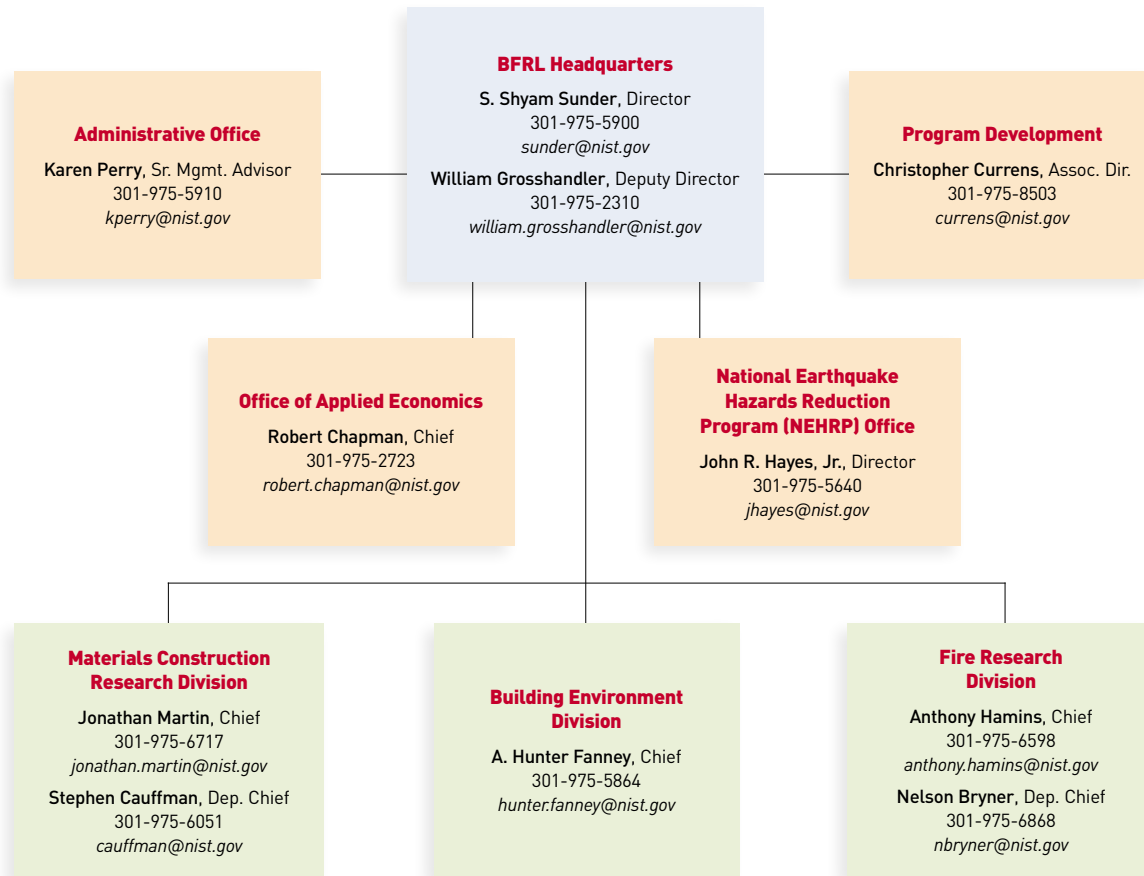 BFRL Headquarters
S. Shyam Sunder, Director
301-975-5900
sunder@nist.gov
William Grosshandler, Deputy Director
301-975-2310
william.grosshandler@nist.gov
Administrative Office
Karen Perry, Sr. Mgmt. Advisor
301-975-5910
kperry@nist.gov
Program Development
Christopher Currens, Assoc. Dir.
301-975-8503
currens@nist.gov
Office of Applied Economics
Robert Chapman, Chief
301-975-2723
robert.chapman@nist.gov
National Earthquake
Hazards Reduction
Program (NEHRP) Office
John R. Hayes, Jr., Director
301-975-5640
jhayes@nist.gov
Materials Construction
Research Division
Jonathan Martin, Chief
301-975-6717
jonathan.martin@nist.gov
Stephen Cauffman, Dep. Chief
301-975-6051
cauffman@nist.gov
Building Environment
Division
A. Hunter Fanney, Chief
301-975-5864
hunter.fanney@nist.gov
Fire Research
Division
Anthony Hamins, Chief
301-975-6598
anthony.hamins@nist.gov
Nelson Bryner, Dep. Chief
301-975-6868
nbryner@nist.gov